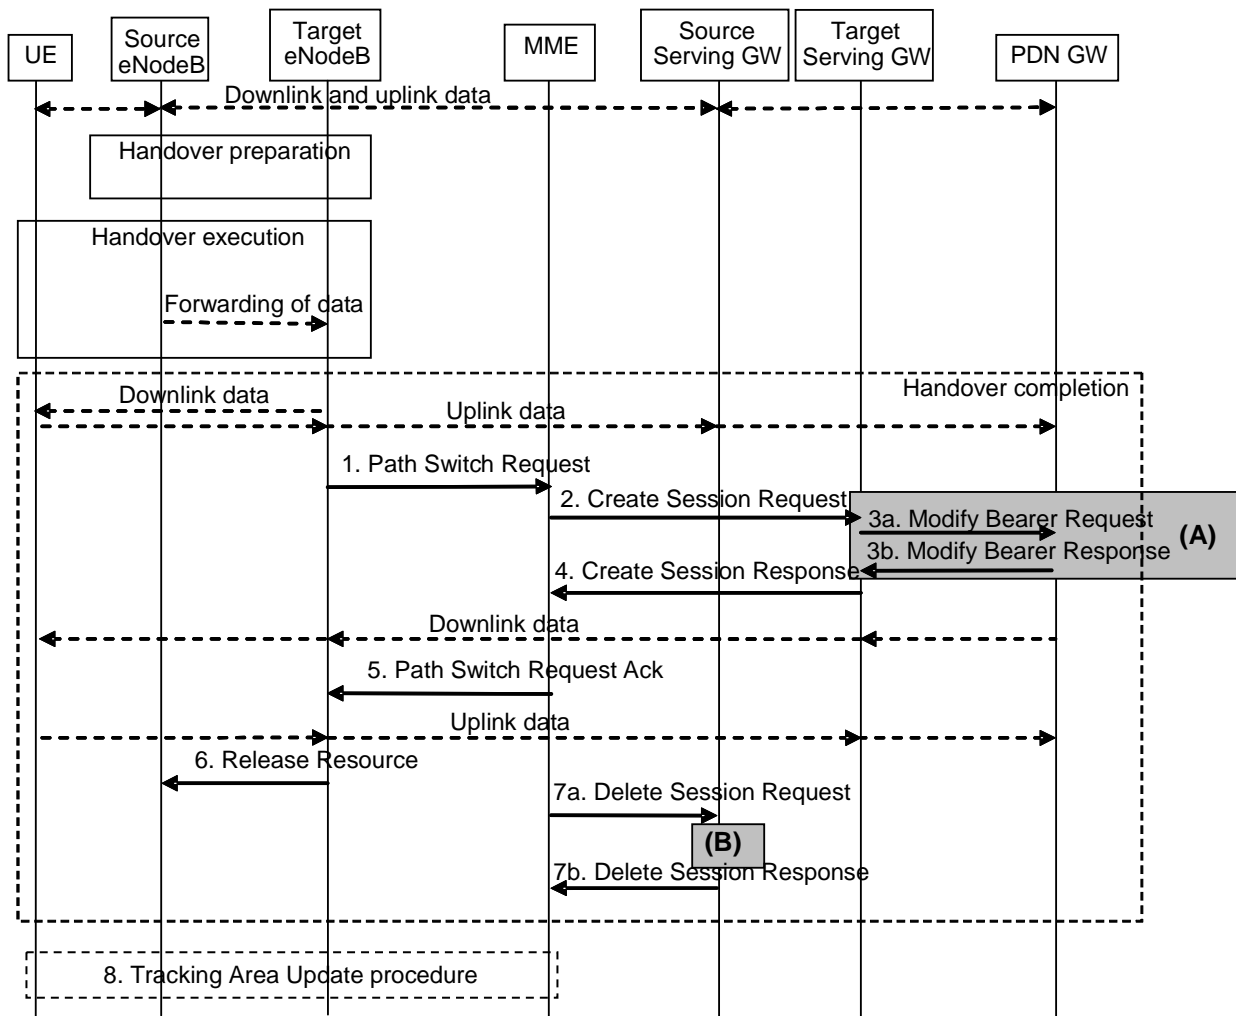 UE
Source
eNodeB
Target
eNodeB
MME
Source
Serving GW
Target
Serving GW
PDN GW
Downlink and uplink data
Handover preparation
Handover execution
Forwarding of data
Handover completion
Downlink data
Uplink data
1. Path Switch Request
2. Create Session Request
3a. Modify Bearer Request
(A)
3b. Modify Bearer Response
4. Create Session Response
Downlink data
5. Path Switch Request Ack
Uplink data
6. Release Resource
7a. Delete Session Request
(B)
7b. Delete Session Response
8. Tracking Area Update procedure